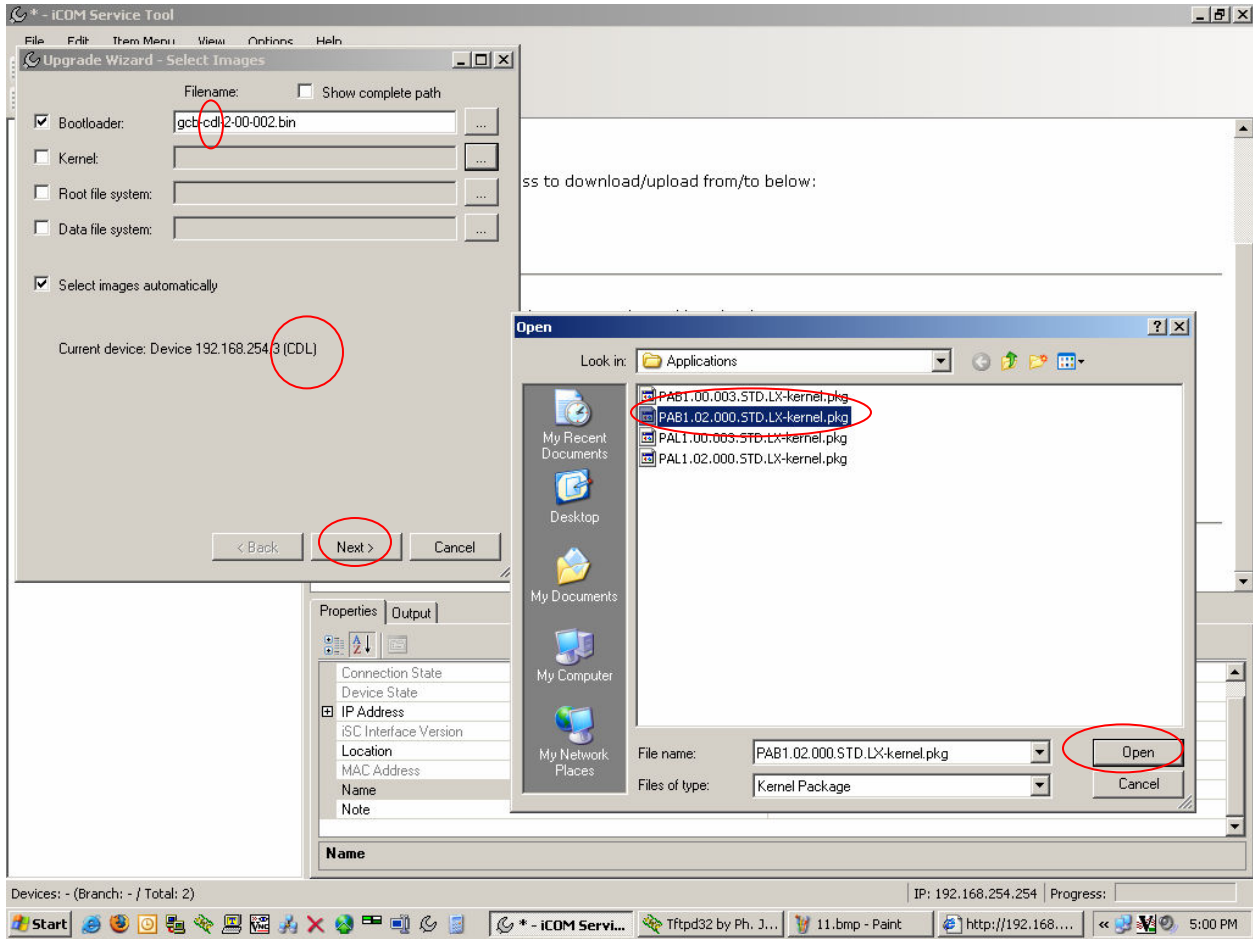 * - iCOM Service Tool
File Edit Item Menu View Options Help
Upgrade Wizard - Select Images
Filename: Show complete path
Bootloader: gcb-cdl-2-00-002.bin ...
Kernel: ...
Root file system: ...
Data file system: ...
Select images automatically
Current device: Device 192.168.254.3 (CDL)
< Back Next > Cancel
ss to download/upload from/to below:
Open
Look in: Applications
My Recent Documents
Desktop
My Documents
My Computer
My Network Places
PAB1.00.003.STD.LX-kernel.pkg
PAB1.02.000.STD.LX-kernel.pkg
PAL1.00.003.STD.LX-kernel.pkg
PAL1.02.000.STD.LX-kernel.pkg
File name: PAB1.02.000.STD.LX-kernel.pkg Open
Files of type: Kernel Package Cancel
Properties Output
Connection State
Device State
IP Address
iSC Interface Version
Location
MAC Address
Name
Note
Name
Devices: - (Branch: - / Total: 2) IP: 192.168.254.254 Progress:
Start * - iCOM Servi... Tftpd32 by Ph. J... 11.bmp - Paint http://192.168.... « 5:00 PM